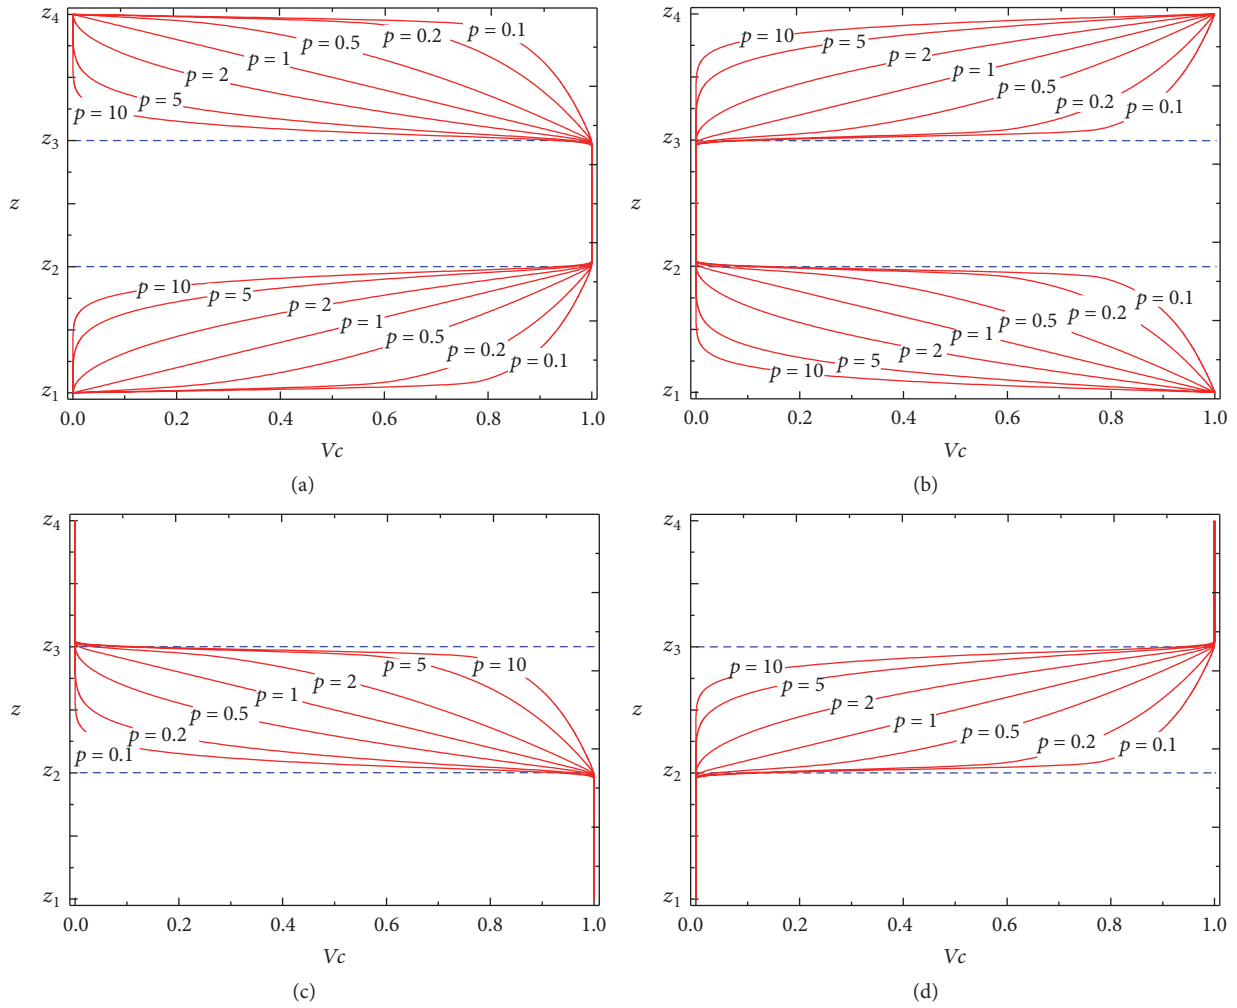 z4
z3
z
z2
z1
p = 0.1
p = 0.2
p = 0.5
p = 1
p = 2
p = 5
p = 10
p = 10
p = 5
p = 2
p = 1
p = 0.5
p = 0.2
p = 0.1
0.0 0.2 0.4 0.6 0.8 1.0
Vc
(a)
z4
z3
z
z2
z1
p = 10
p = 5
p = 2
p = 1
p = 0.5
p = 0.2
p = 0.1
p = 0.1
p = 0.2
p = 0.5
p = 1
p = 2
p = 5
p = 10
0.0 0.2 0.4 0.6 0.8 1.0
Vc
(b)
z4
z3
z
z2
z1
p = 10
p = 5
p = 2
p = 1
p = 0.5
p = 0.2
p = 0.1
0.0 0.2 0.4 0.6 0.8 1.0
Vc
(c)
z4
z3
z
z2
z1
p = 10
p = 5
p = 2
p = 1
p = 0.5
p = 0.2
p = 0.1
0.0 0.2 0.4 0.6 0.8 1.0
Vc
(d)